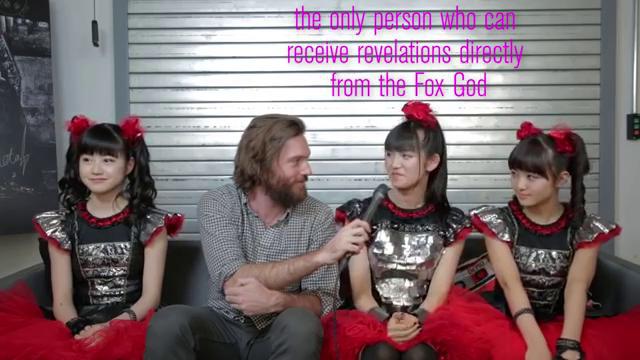 the only person who can
receive revelations directly
from the Fox God